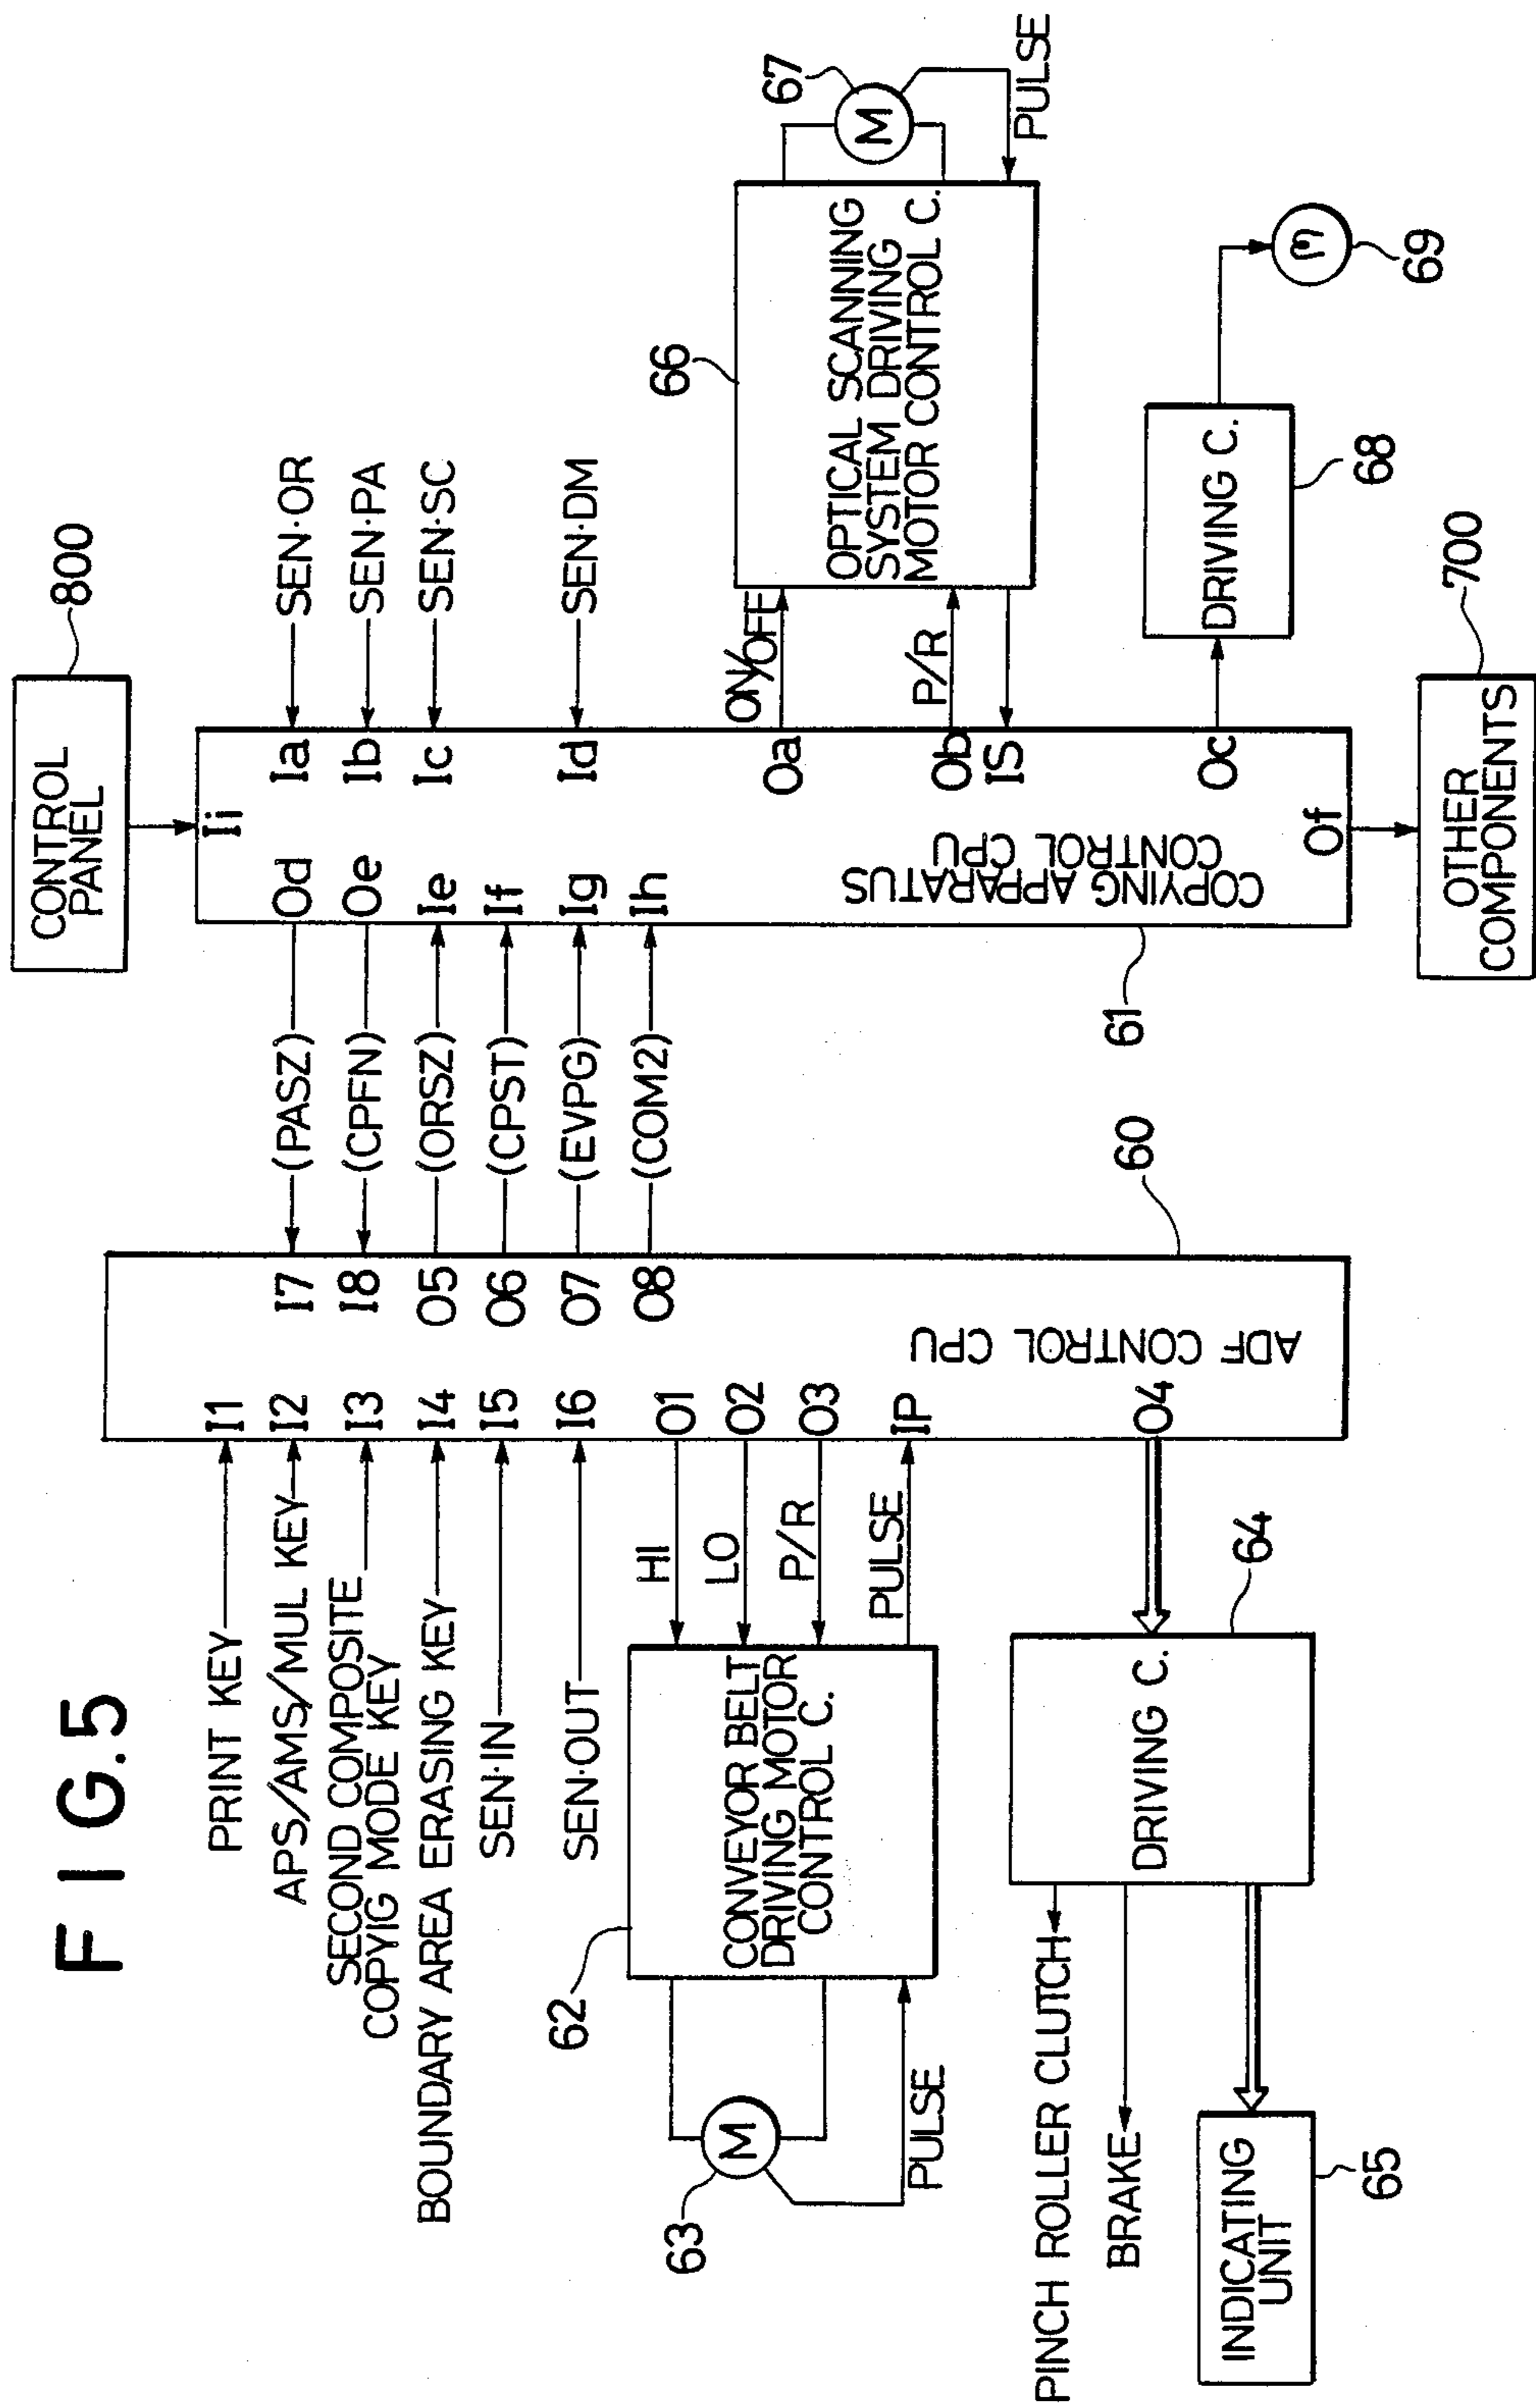 FIG.5
PRINT KEY
APS/AMS/MUL KEY
SECOND COMPOSITE
COPYIG MODE KEY
BOUNDARY AREA ERASING KEY
SEN·IN
SEN·OUT
I1
I2
I3
I4
I5
I6
O1
O2
O3
IP
O4
HI
LO
P/R
PULSE
62
CONVEYOR BELT
DRIVING MOTOR
CONTROL C.
63
M
PULSE
PINCH ROLLER CLUTCH
BRAKE
DRIVING C.
64
INDICATING
UNIT
65
I7
I8
O5
O6
O7
O8
ADF CONTROL CPU
60
(PASZ)
(CPFN)
(ORSZ)
(CPST)
(EVPG)
(COM2)
CONTROL
PANEL
800
Ii
Od
Oe
Ie
If
Ig
Ih
COPYING APPARATUS
CONTROL CPU
61
Ia
Ib
Ic
Id
Oa
Ob
IS
Oc
Of
SEN·OR
SEN·PA
SEN·SC
SEN·DM
ON/OFF
P/R
66
OPTICAL SCANNING
SYSTEM DRIVING
MOTOR CONTROL C.
67
M
PULSE
DRIVING C.
68
69
OTHER
COMPONENTS
700